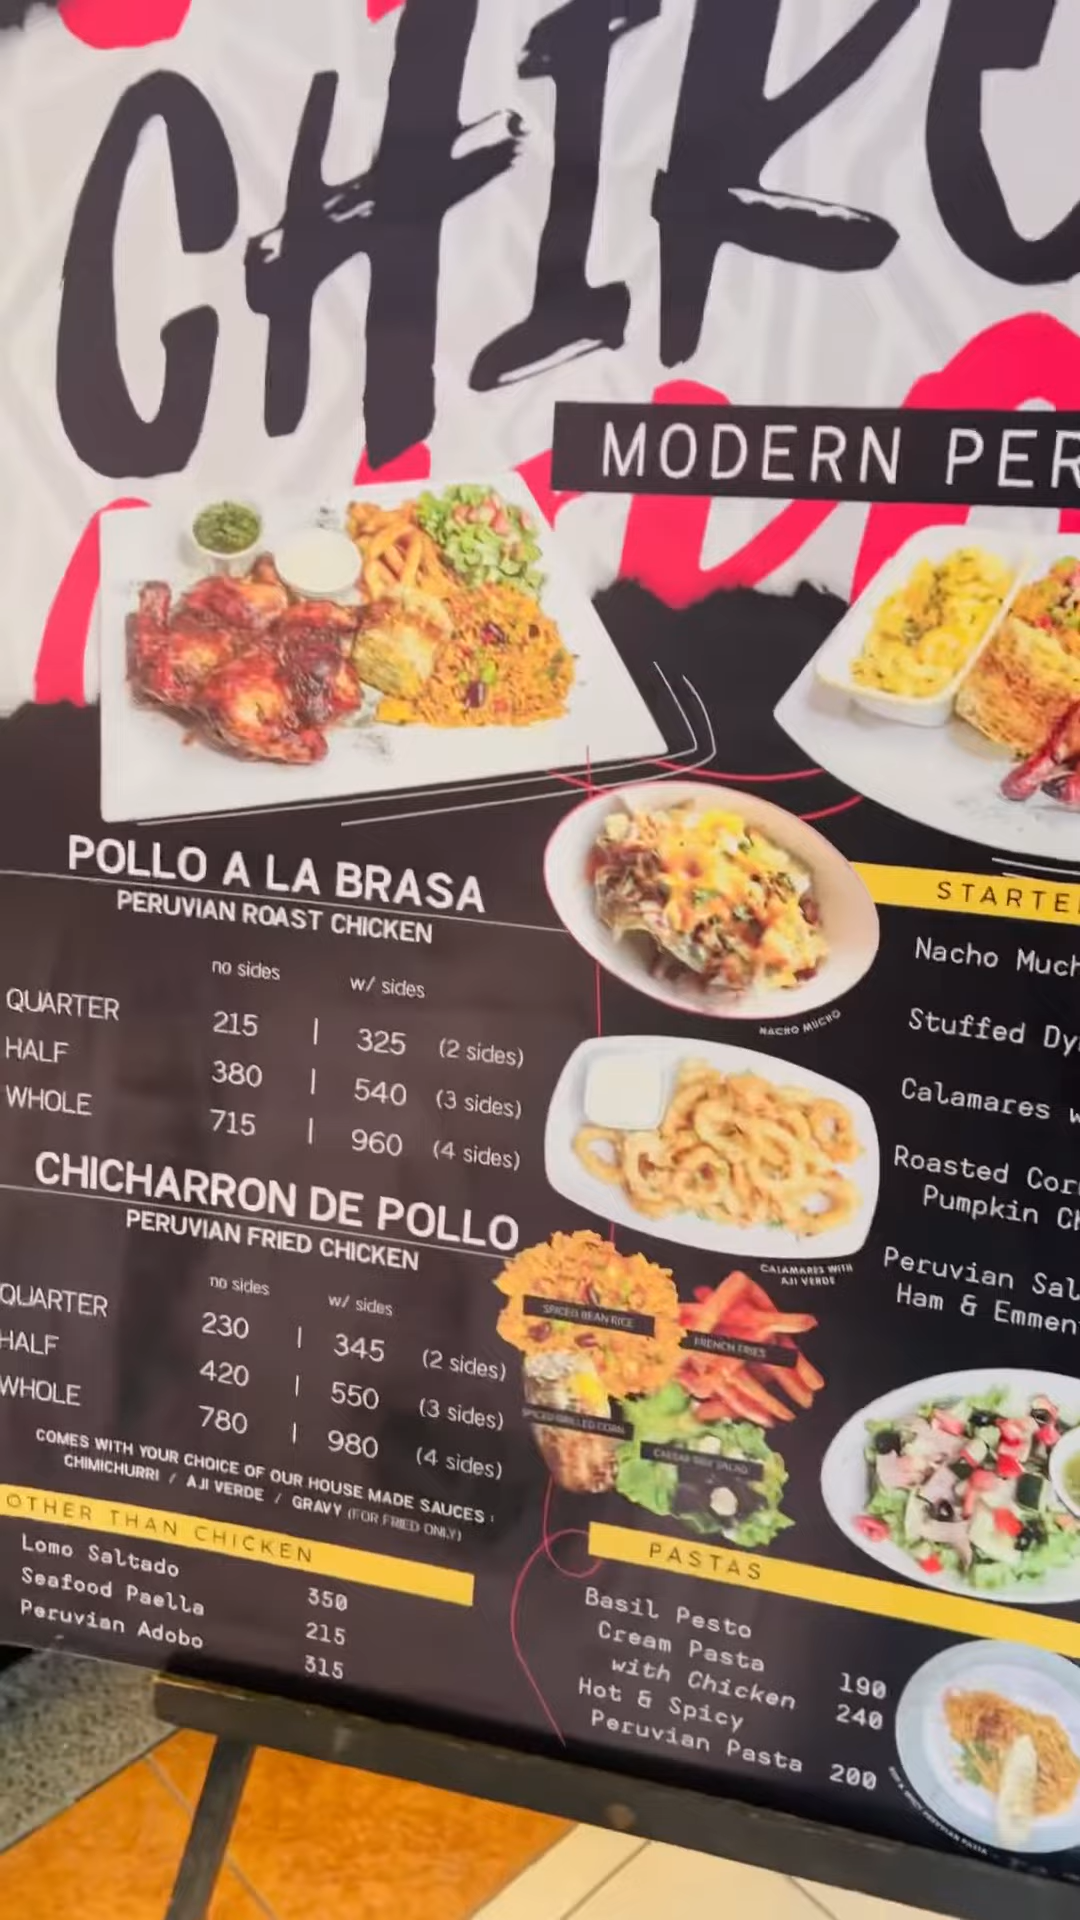 CHIR
MODERN PER
POLLO A LA BRASA
PERUVIAN ROAST CHICKEN
no sides w/ sides
QUARTER 215 | 325 (2 sides)
HALF 380 | 540 (3 sides)
WHOLE 715 | 960 (4 sides)
CHICHARRON DE POLLO
PERUVIAN FRIED CHICKEN
no sides w/ sides
QUARTER 230 | 345 (2 sides)
HALF 420 | 550 (3 sides)
WHOLE 780 | 980 (4 sides)
COMES WITH YOUR CHOICE OF OUR HOUSE MADE SAUCES :
CHIMICHURRI / AJI VERDE / GRAVY (FOR FRIED ONLY)
OTHER THAN CHICKEN
Lomo Saltado 350
Seafood Paella 215
Peruvian Adobo 315
NACHO MUCHO
CALAMARES WITH
AJI VERDE
SPICED BEAN RICE
FRENCH FRIES
SPICED GRILLED CORN
CAESAR SIDE SALAD
STARTE
Nacho Much
Stuffed Dy
Calamares w
Roasted Cor
Pumpkin Ch
Peruvian Sal
Ham & Emmen
PASTAS
Basil Pesto
Cream Pasta 190
with Chicken 240
Hot & Spicy
Peruvian Pasta 200